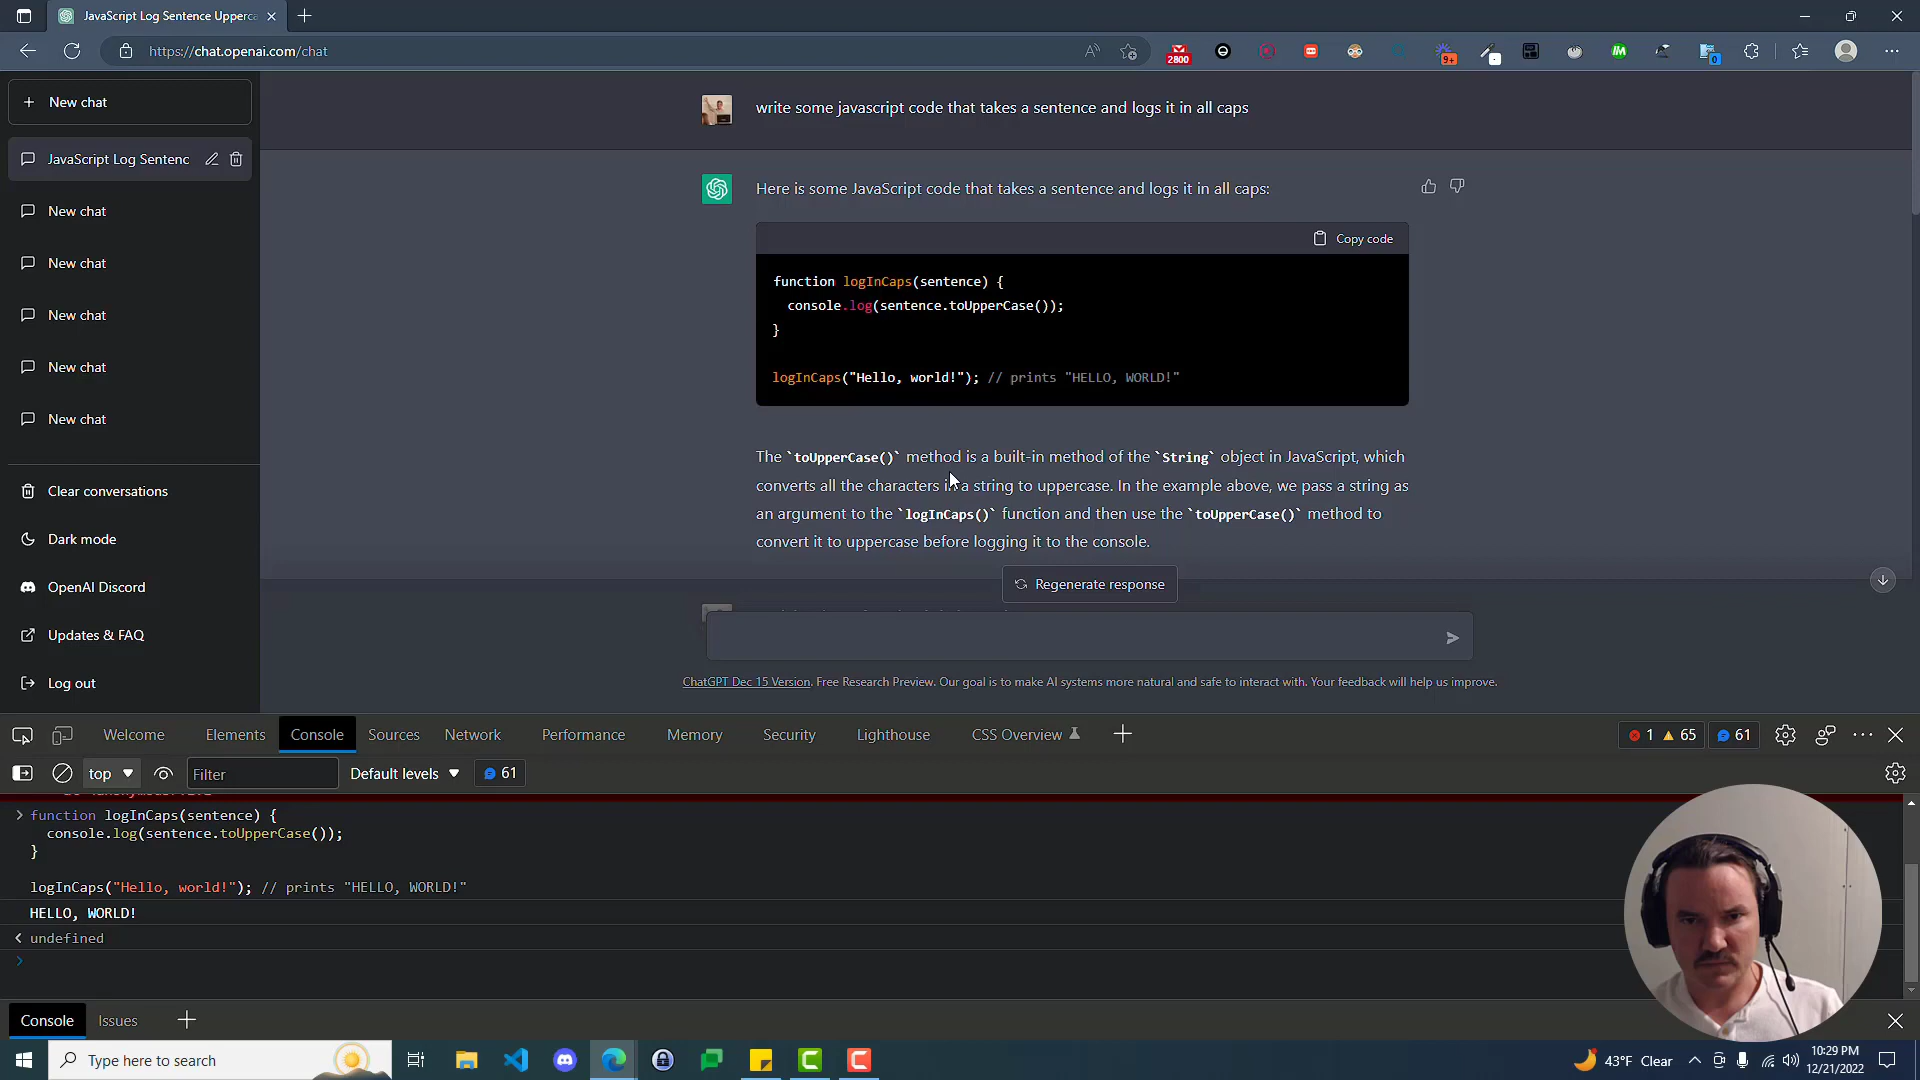 JavaScript Log Sentence Upperca
https://chat.openai.com/chat
2800
9+
0
New chat
JavaScript Log Sentenc
New chat
New chat
New chat
New chat
New chat
Clear conversations
Dark mode
OpenAI Discord
Updates & FAQ
Log out
write some javascript code that takes a sentence and logs it in all caps
Here is some JavaScript code that takes a sentence and logs it in all caps:
Copy code
function logInCaps(sentence) {
console.log(sentence.toUpperCase());
}
logInCaps("Hello, world!"); // prints "HELLO, WORLD!"
The `toUpperCase()` method is a built-in method of the `String` object in JavaScript, which
converts all the characters in a string to uppercase. In the example above, we pass a string as
an argument to the `logInCaps()` function and then use the `toUpperCase()` method to
convert it to uppercase before logging it to the console.
Regenerate response
ChatGPT Dec 15 Version. Free Research Preview. Our goal is to make AI systems more natural and safe to interact with. Your feedback will help us improve.
Welcome Elements Console Sources Network Performance Memory Security Lighthouse CSS Overview 1 65 61
top Filter Default levels 61
function logInCaps(sentence) {
console.log(sentence.toUpperCase());
}
logInCaps("Hello, world!"); // prints "HELLO, WORLD!"
HELLO, WORLD!
undefined
Console Issues
Type here to search
43°F Clear
10:29 PM
12/21/2022